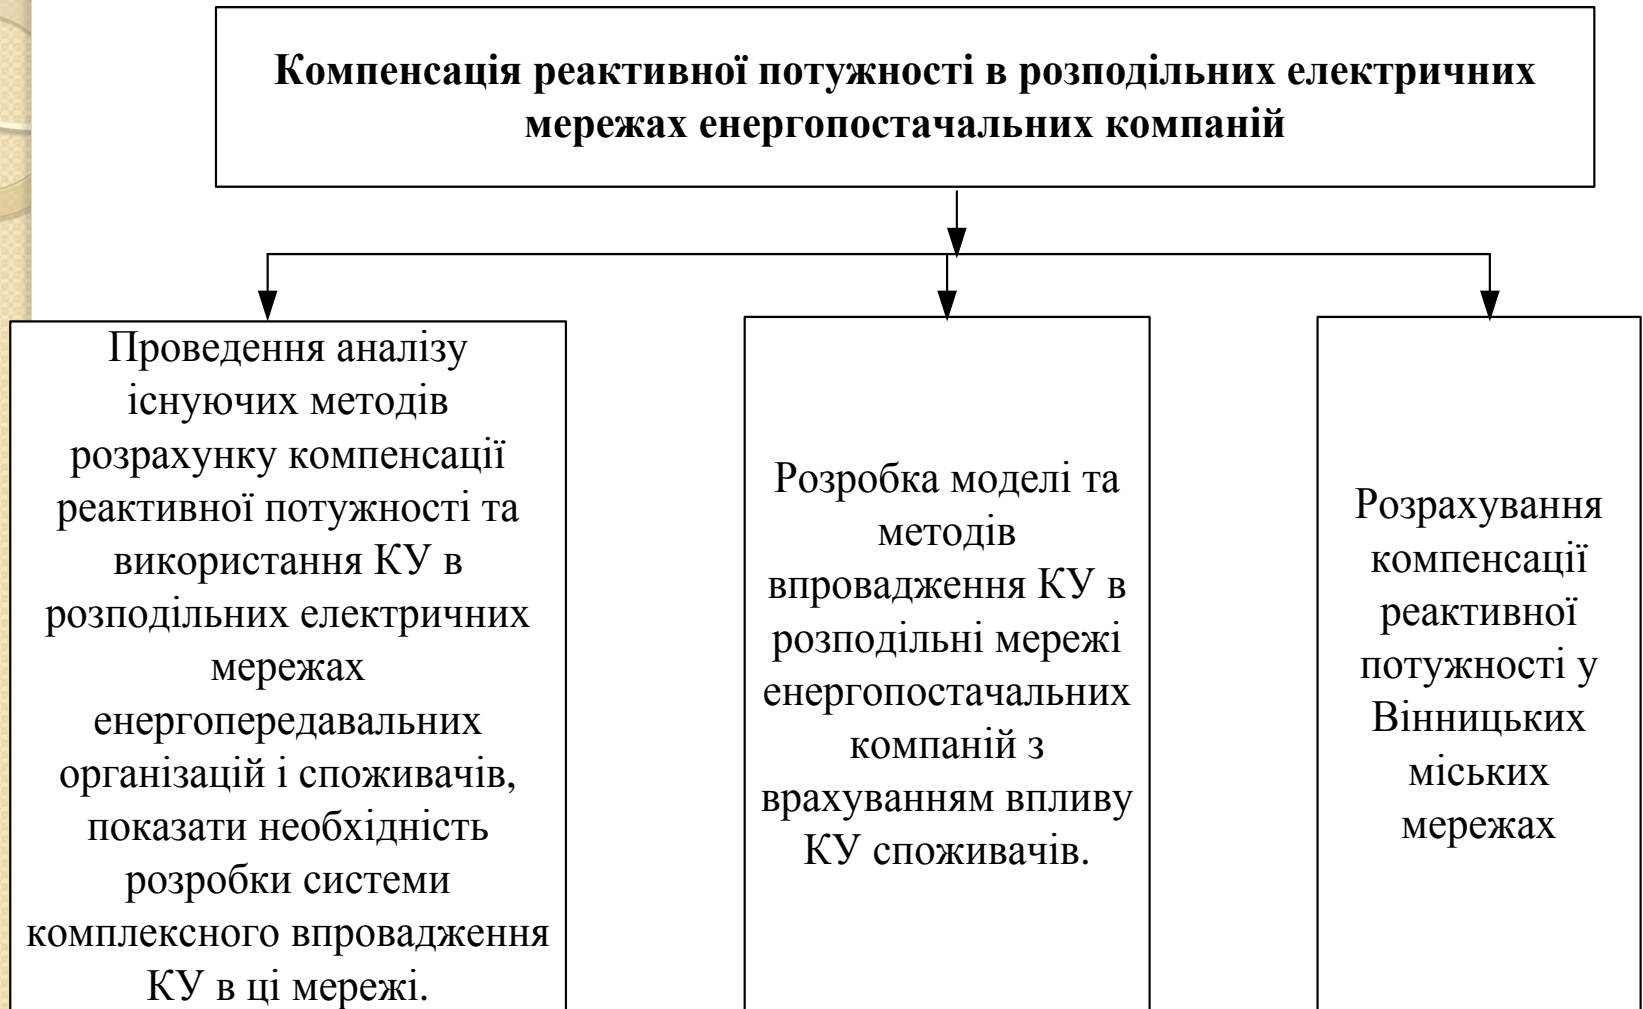 Компенсація реактивної потужності в розподільних електричних
мережах енергопостачальних компаній
Проведення аналізу
існуючих методів
розрахунку компенсації
реактивної потужності та
використання КУ в
розподільних електричних
мережах
енергопередавальних
організацій і споживачів,
показати необхідність
розробки системи
комплексного впровадження
КУ в ці мережі.
Розробка моделі та
методів
впровадження КУ в
розподільні мережі
енергопостачальних
компаній з
врахуванням впливу
КУ споживачів.
Розрахування
компенсації
реактивної
потужності у
Вінницьких
міських
мережах